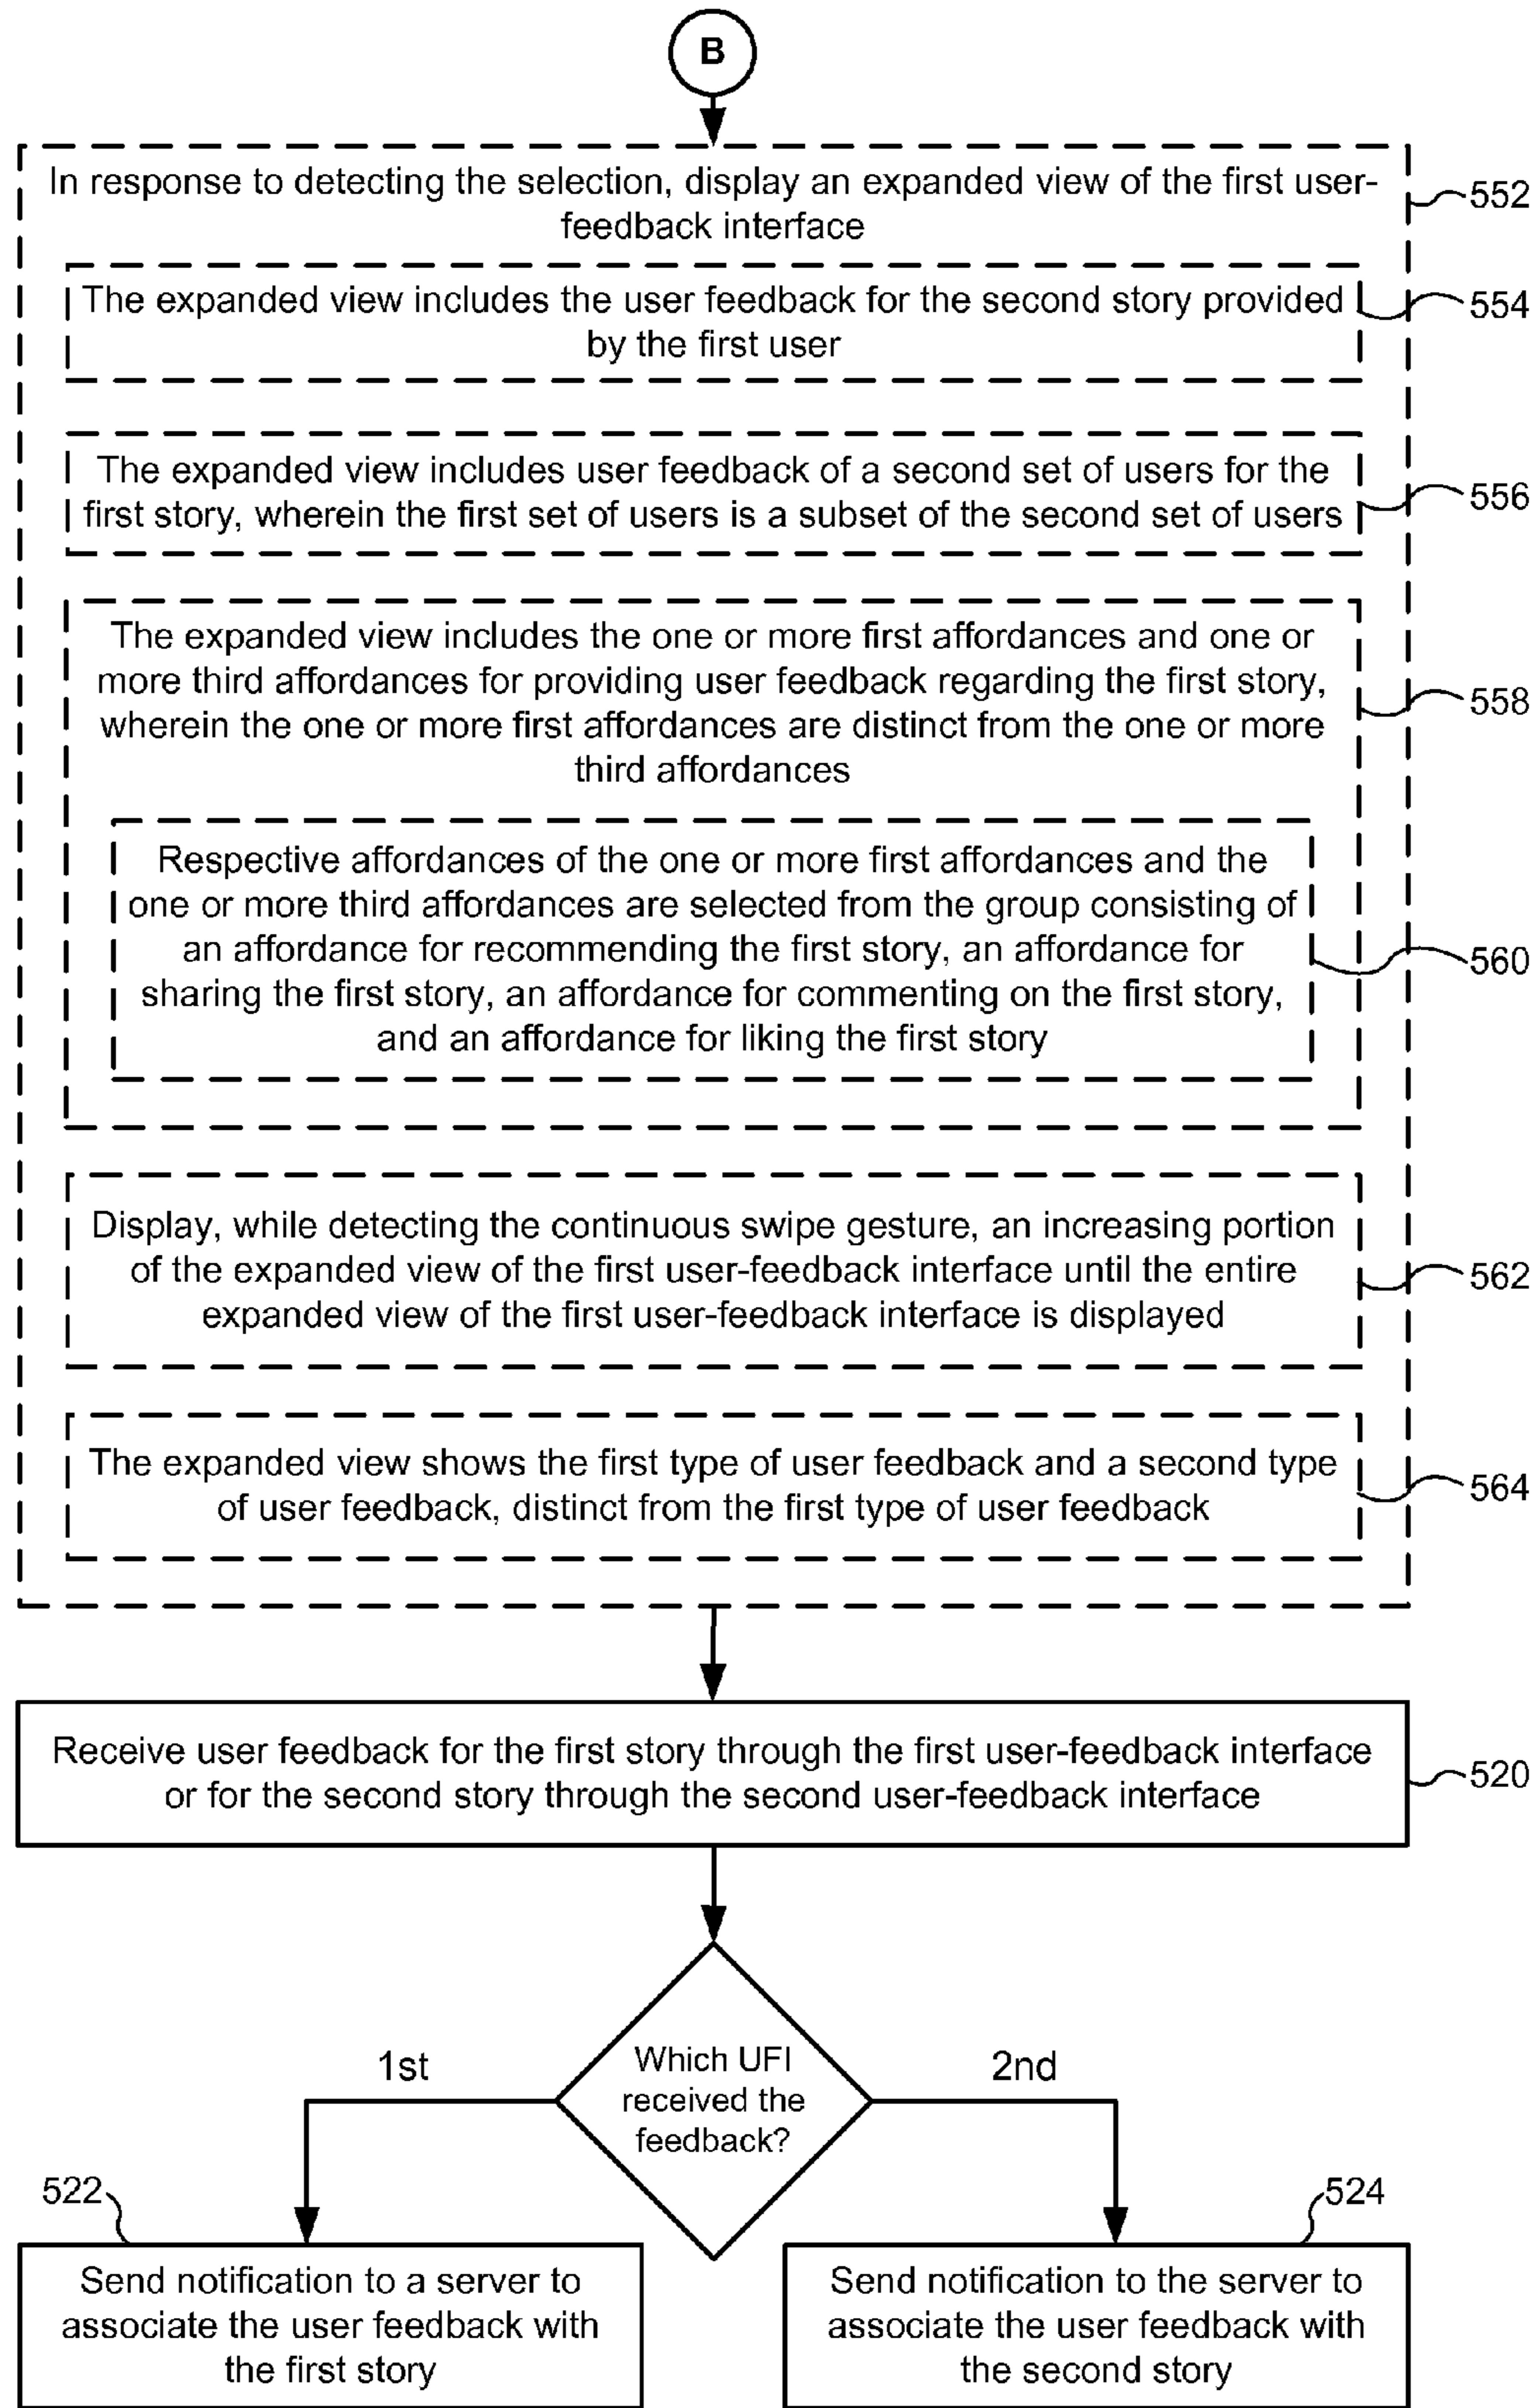 B
In response to detecting the selection, display an expanded view of the first user-
feedback interface
552
The expanded view includes the user feedback for the second story provided
by the first user
554
The expanded view includes user feedback of a second set of users for the
first story, wherein the first set of users is a subset of the second set of users
556
The expanded view includes the one or more first affordances and one or
more third affordances for providing user feedback regarding the first story,
wherein the one or more first affordances are distinct from the one or more
third affordances
558
Respective affordances of the one or more first affordances and the
one or more third affordances are selected from the group consisting of
an affordance for recommending the first story, an affordance for
sharing the first story, an affordance for commenting on the first story,
and an affordance for liking the first story
560
Display, while detecting the continuous swipe gesture, an increasing portion
of the expanded view of the first user-feedback interface until the entire
expanded view of the first user-feedback interface is displayed
562
The expanded view shows the first type of user feedback and a second type
of user feedback, distinct from the first type of user feedback
564
Receive user feedback for the first story through the first user-feedback interface
or for the second story through the second user-feedback interface
520
Which UFI
received the
feedback?
1st
2nd
522
Send notification to a server to
associate the user feedback with
the first story
524
Send notification to the server to
associate the user feedback with
the second story